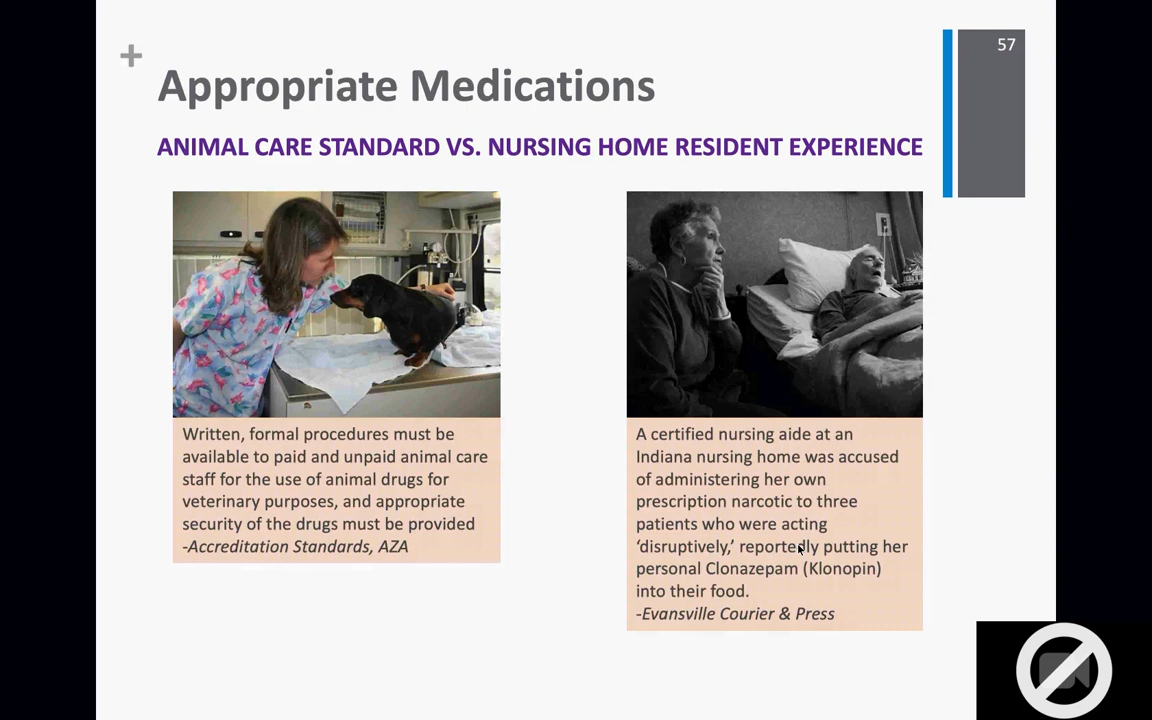 57
+
Appropriate Medications
ANIMAL CARE STANDARD VS. NURSING HOME RESIDENT EXPERIENCE
Written, formal procedures must be
available to paid and unpaid animal care
staff for the use of animal drugs for
veterinary purposes, and appropriate
security of the drugs must be provided
-Accreditation Standards, AZA
A certified nursing aide at an
Indiana nursing home was accused
of administering her own
prescription narcotic to three
patients who were acting
‘disruptively,’ reportedly putting her
personal Clonazepam (Klonopin)
into their food.
-Evansville Courier & Press